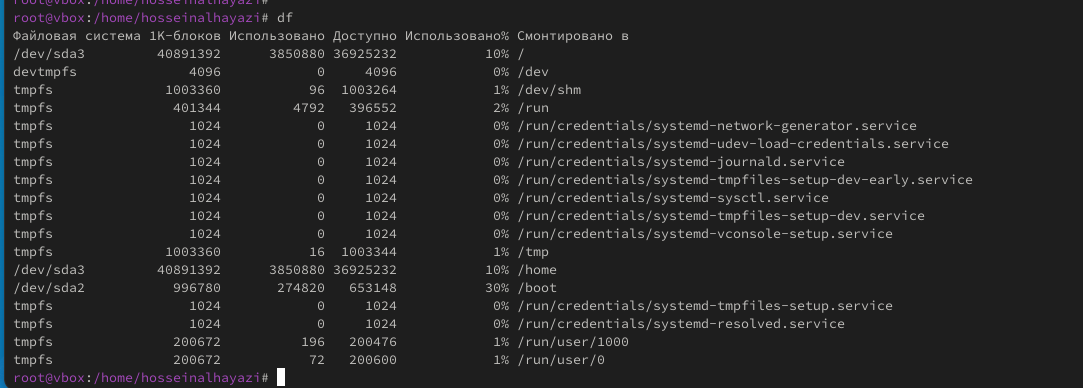 root@vbox:/home/hosseinalhayazi#
root@vbox:/home/hosseinalhayazi# df
Файловая система 1K-блоков Использовано Доступно Использовано% Смонтировано в
/dev/sda3         40891392      3850880 36925232           10% /
devtmpfs              4096            0     4096            0% /dev
tmpfs              1003360           96  1003264            1% /dev/shm
tmpfs               401344         4792   396552            2% /run
tmpfs                 1024            0     1024            0% /run/credentials/systemd-network-generator.service
tmpfs                 1024            0     1024            0% /run/credentials/systemd-udev-load-credentials.service
tmpfs                 1024            0     1024            0% /run/credentials/systemd-journald.service
tmpfs                 1024            0     1024            0% /run/credentials/systemd-tmpfiles-setup-dev-early.service
tmpfs                 1024            0     1024            0% /run/credentials/systemd-sysctl.service
tmpfs                 1024            0     1024            0% /run/credentials/systemd-tmpfiles-setup-dev.service
tmpfs                 1024            0     1024            0% /run/credentials/systemd-vconsole-setup.service
tmpfs              1003360           16  1003344            1% /tmp
/dev/sda3         40891392      3850880 36925232           10% /home
/dev/sda2           996780       274820   653148           30% /boot
tmpfs                 1024            0     1024            0% /run/credentials/systemd-tmpfiles-setup.service
tmpfs                 1024            0     1024            0% /run/credentials/systemd-resolved.service
tmpfs               200672          196   200476            1% /run/user/1000
tmpfs               200672           72   200600            1% /run/user/0
root@vbox:/home/hosseinalhayazi#